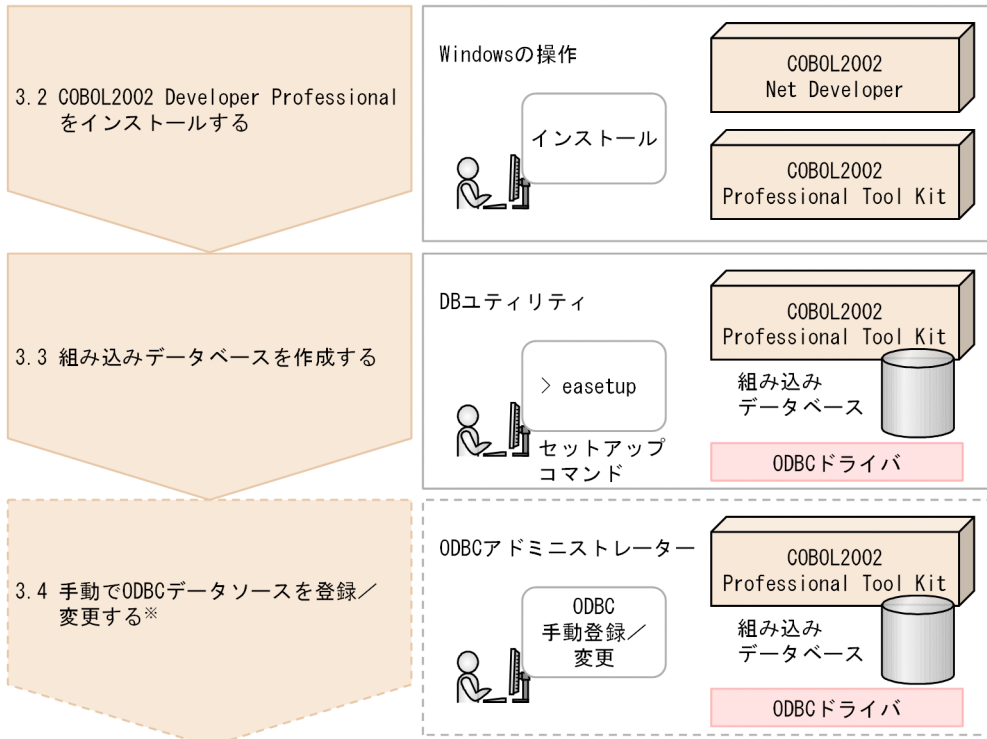 3.2 COBOL2002 Developer Professional
をインストールする
Windowsの操作
インストール
COBOL2002
Net Developer
COBOL2002
Professional Tool Kit
3.3 組み込みデータベースを作成する
DBユティリティ
> easetup
セットアップ
コマンド
COBOL2002
Professional Tool Kit
組み込み
データベース
ODBCドライバ
3.4 手動でODBCデータソースを登録／
変更する※
ODBCアドミニストレーター
ODBC
手動登録／
変更
COBOL2002
Professional Tool Kit
組み込み
データベース
ODBCドライバ